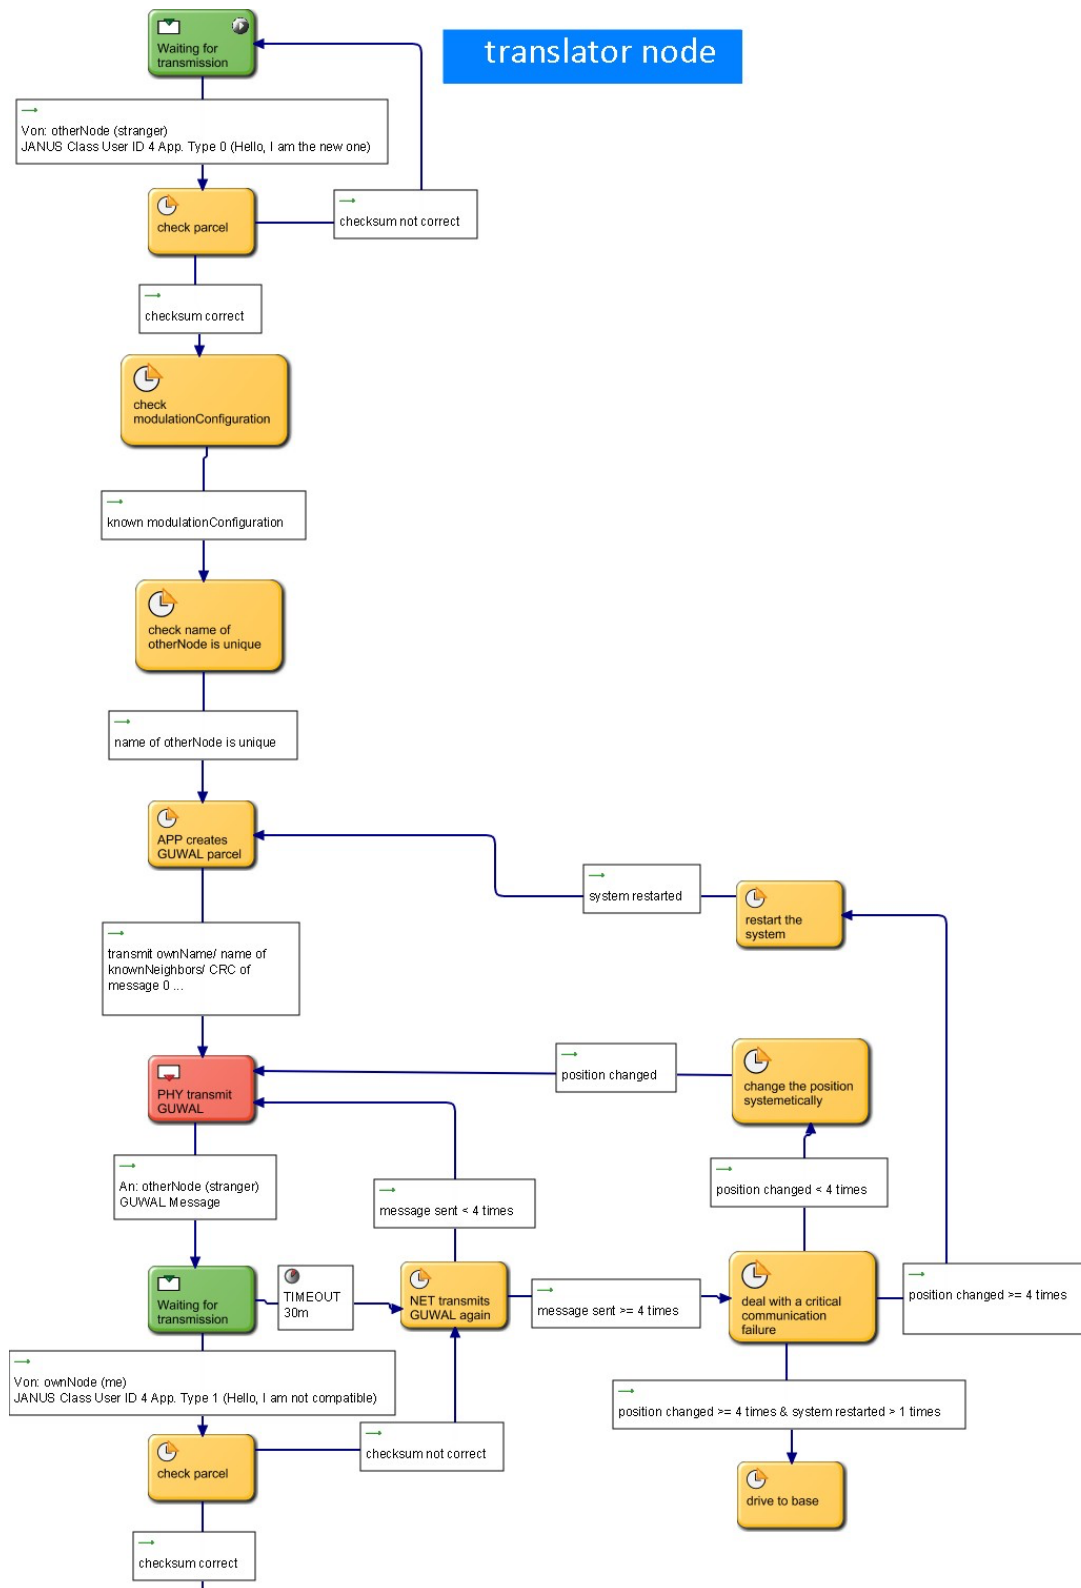 translator node
Waiting for
transmission
Von: otherNode (stranger)
JANUS Class User ID 4 App. Type 0 (Hello, I am the new one)
check parcel
checksum not correct
checksum correct
check
modulationConfiguration
known modulationConfiguration
check name of
otherNode is unique
name of otherNode is unique
APP creates
GUWAL parcel
system restarted
restart the
system
transmit ownName/ name of
knownNeighbors/ CRC of
message 0 ...
PHY transmit
GUWAL
position changed
change the position
systemetically
An: otherNode (stranger)
GUWAL Message
message sent < 4 times
position changed < 4 times
Waiting for
transmission
TIMEOUT
30m
NET transmits
GUWAL again
message sent >= 4 times
deal with a critical
communication
failure
position changed >= 4 times
Von: ownNode (me)
JANUS Class User ID 4 App. Type 1 (Hello, I am not compatible)
position changed >= 4 times & system restarted > 1 times
check parcel
checksum not correct
drive to base
checksum correct